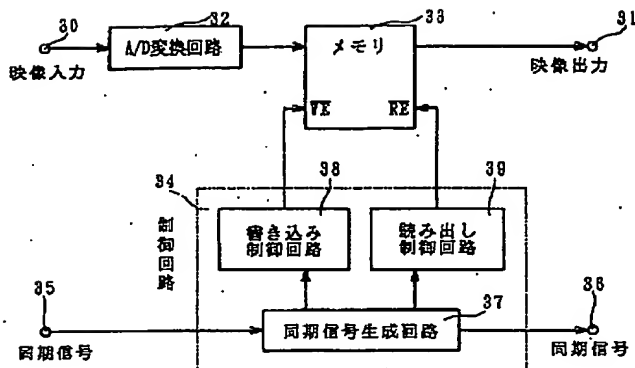 30
32
33
31
A/D変換回路
メモリ
映像入力
映像出力
WE
RE
34
38
39
制御回路
書き込み
制御回路
読み出し
制御回路
35
37
36
同期信号生成回路
同期信号
同期信号